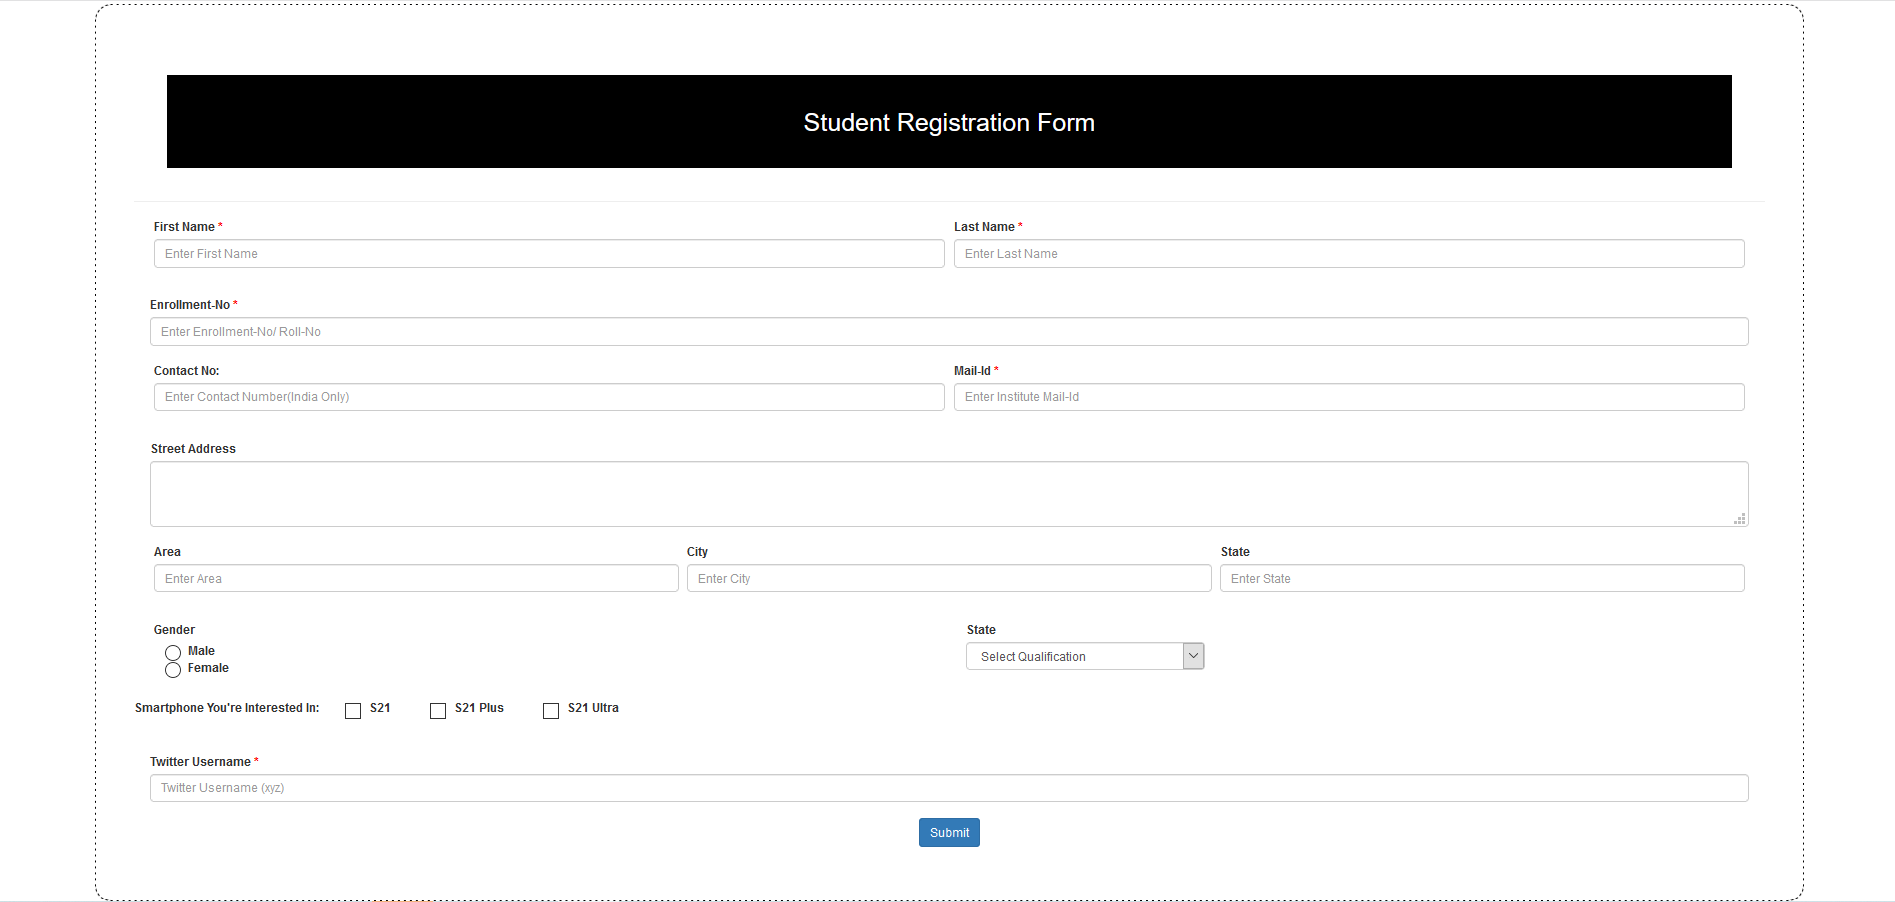 Student Registration Form
First Name * Last Name *
Enter First Name Enter Last Name
Enrollment-No *
Enter Enrollment-No/ Roll-No
Contact No: Mail-Id *
Enter Contact Number(India Only) Enter Institute Mail-Id
Street Address
Area City State
Enter Area Enter City Enter State
Gender State
Male
Select Qualification
Female
Smartphone You're Interested In: S21 S21 Plus S21 Ultra
Twitter Username *
Twitter Username (xyz)
Submit